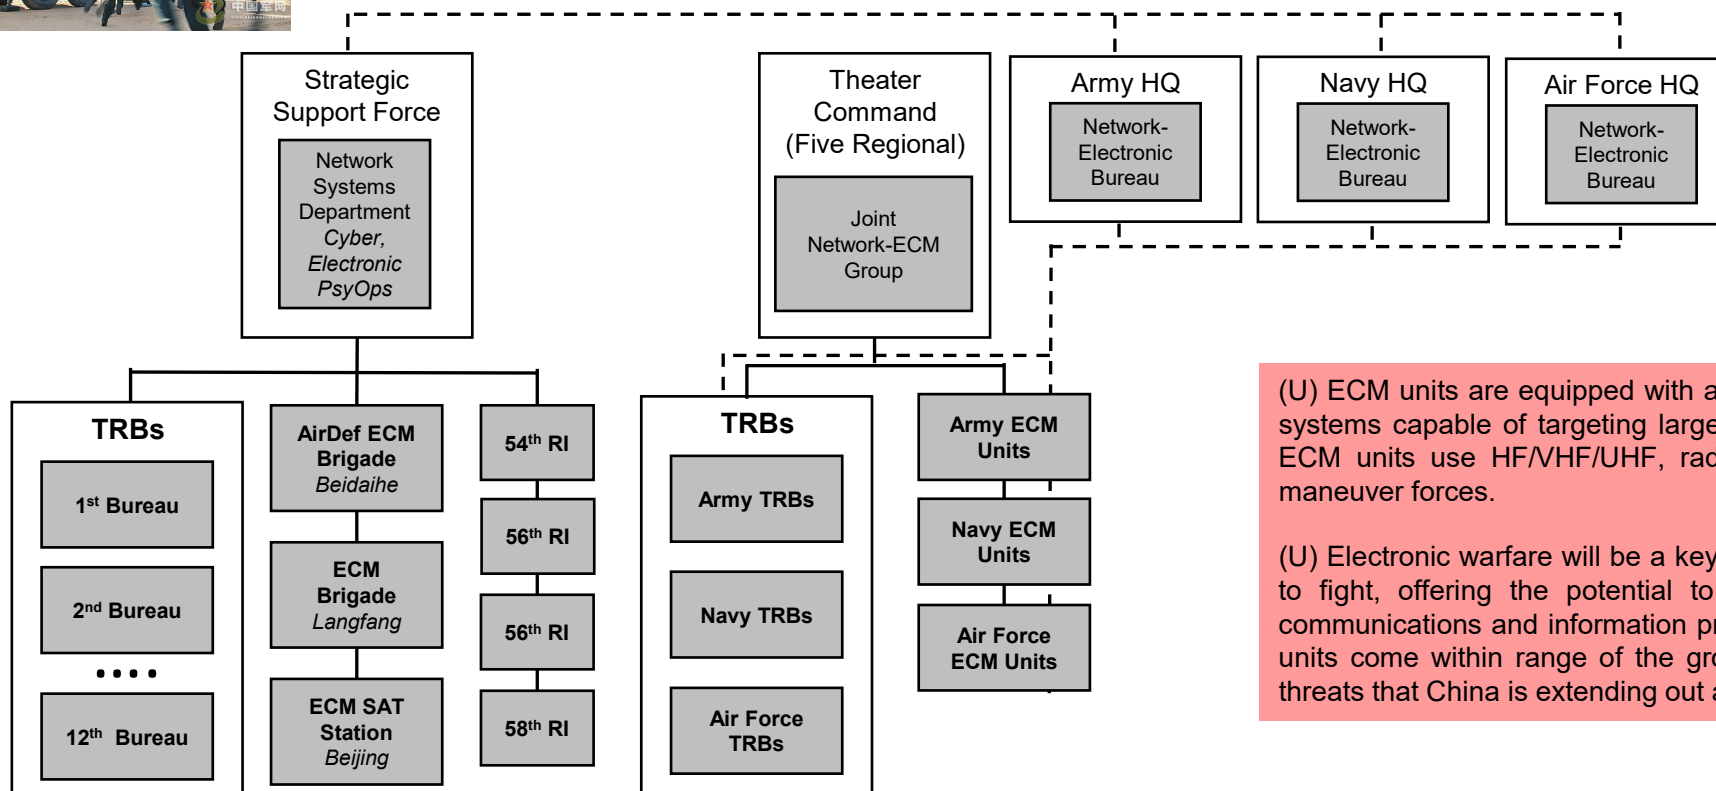 中国军网
Strategic
Support Force
Network
Systems
Department
Cyber,
Electronic
PsyOps
Theater
Command
(Five Regional)
Joint
Network-ECM
Group
Army HQ
Network-
Electronic
Bureau
Navy HQ
Network-
Electronic
Bureau
Air Force HQ
Network-
Electronic
Bureau
TRBs
1st Bureau
2nd Bureau
....
12th Bureau
AirDef ECM
Brigade
Beidaihe
ECM
Brigade
Langfang
ECM SAT
Station
Beijing
54th RI
56th RI
56th RI
58th RI
TRBs
Army TRBs
Navy TRBs
Air Force
TRBs
Army ECM
Units
Navy ECM
Units
Air Force
ECM Units
(U) ECM units are equipped with a
systems capable of targeting large
ECM units use HF/VHF/UHF, rad
maneuver forces.
(U) Electronic warfare will be a key
to fight, offering the potential to
communications and information pr
units come within range of the gro
threats that China is extending out a